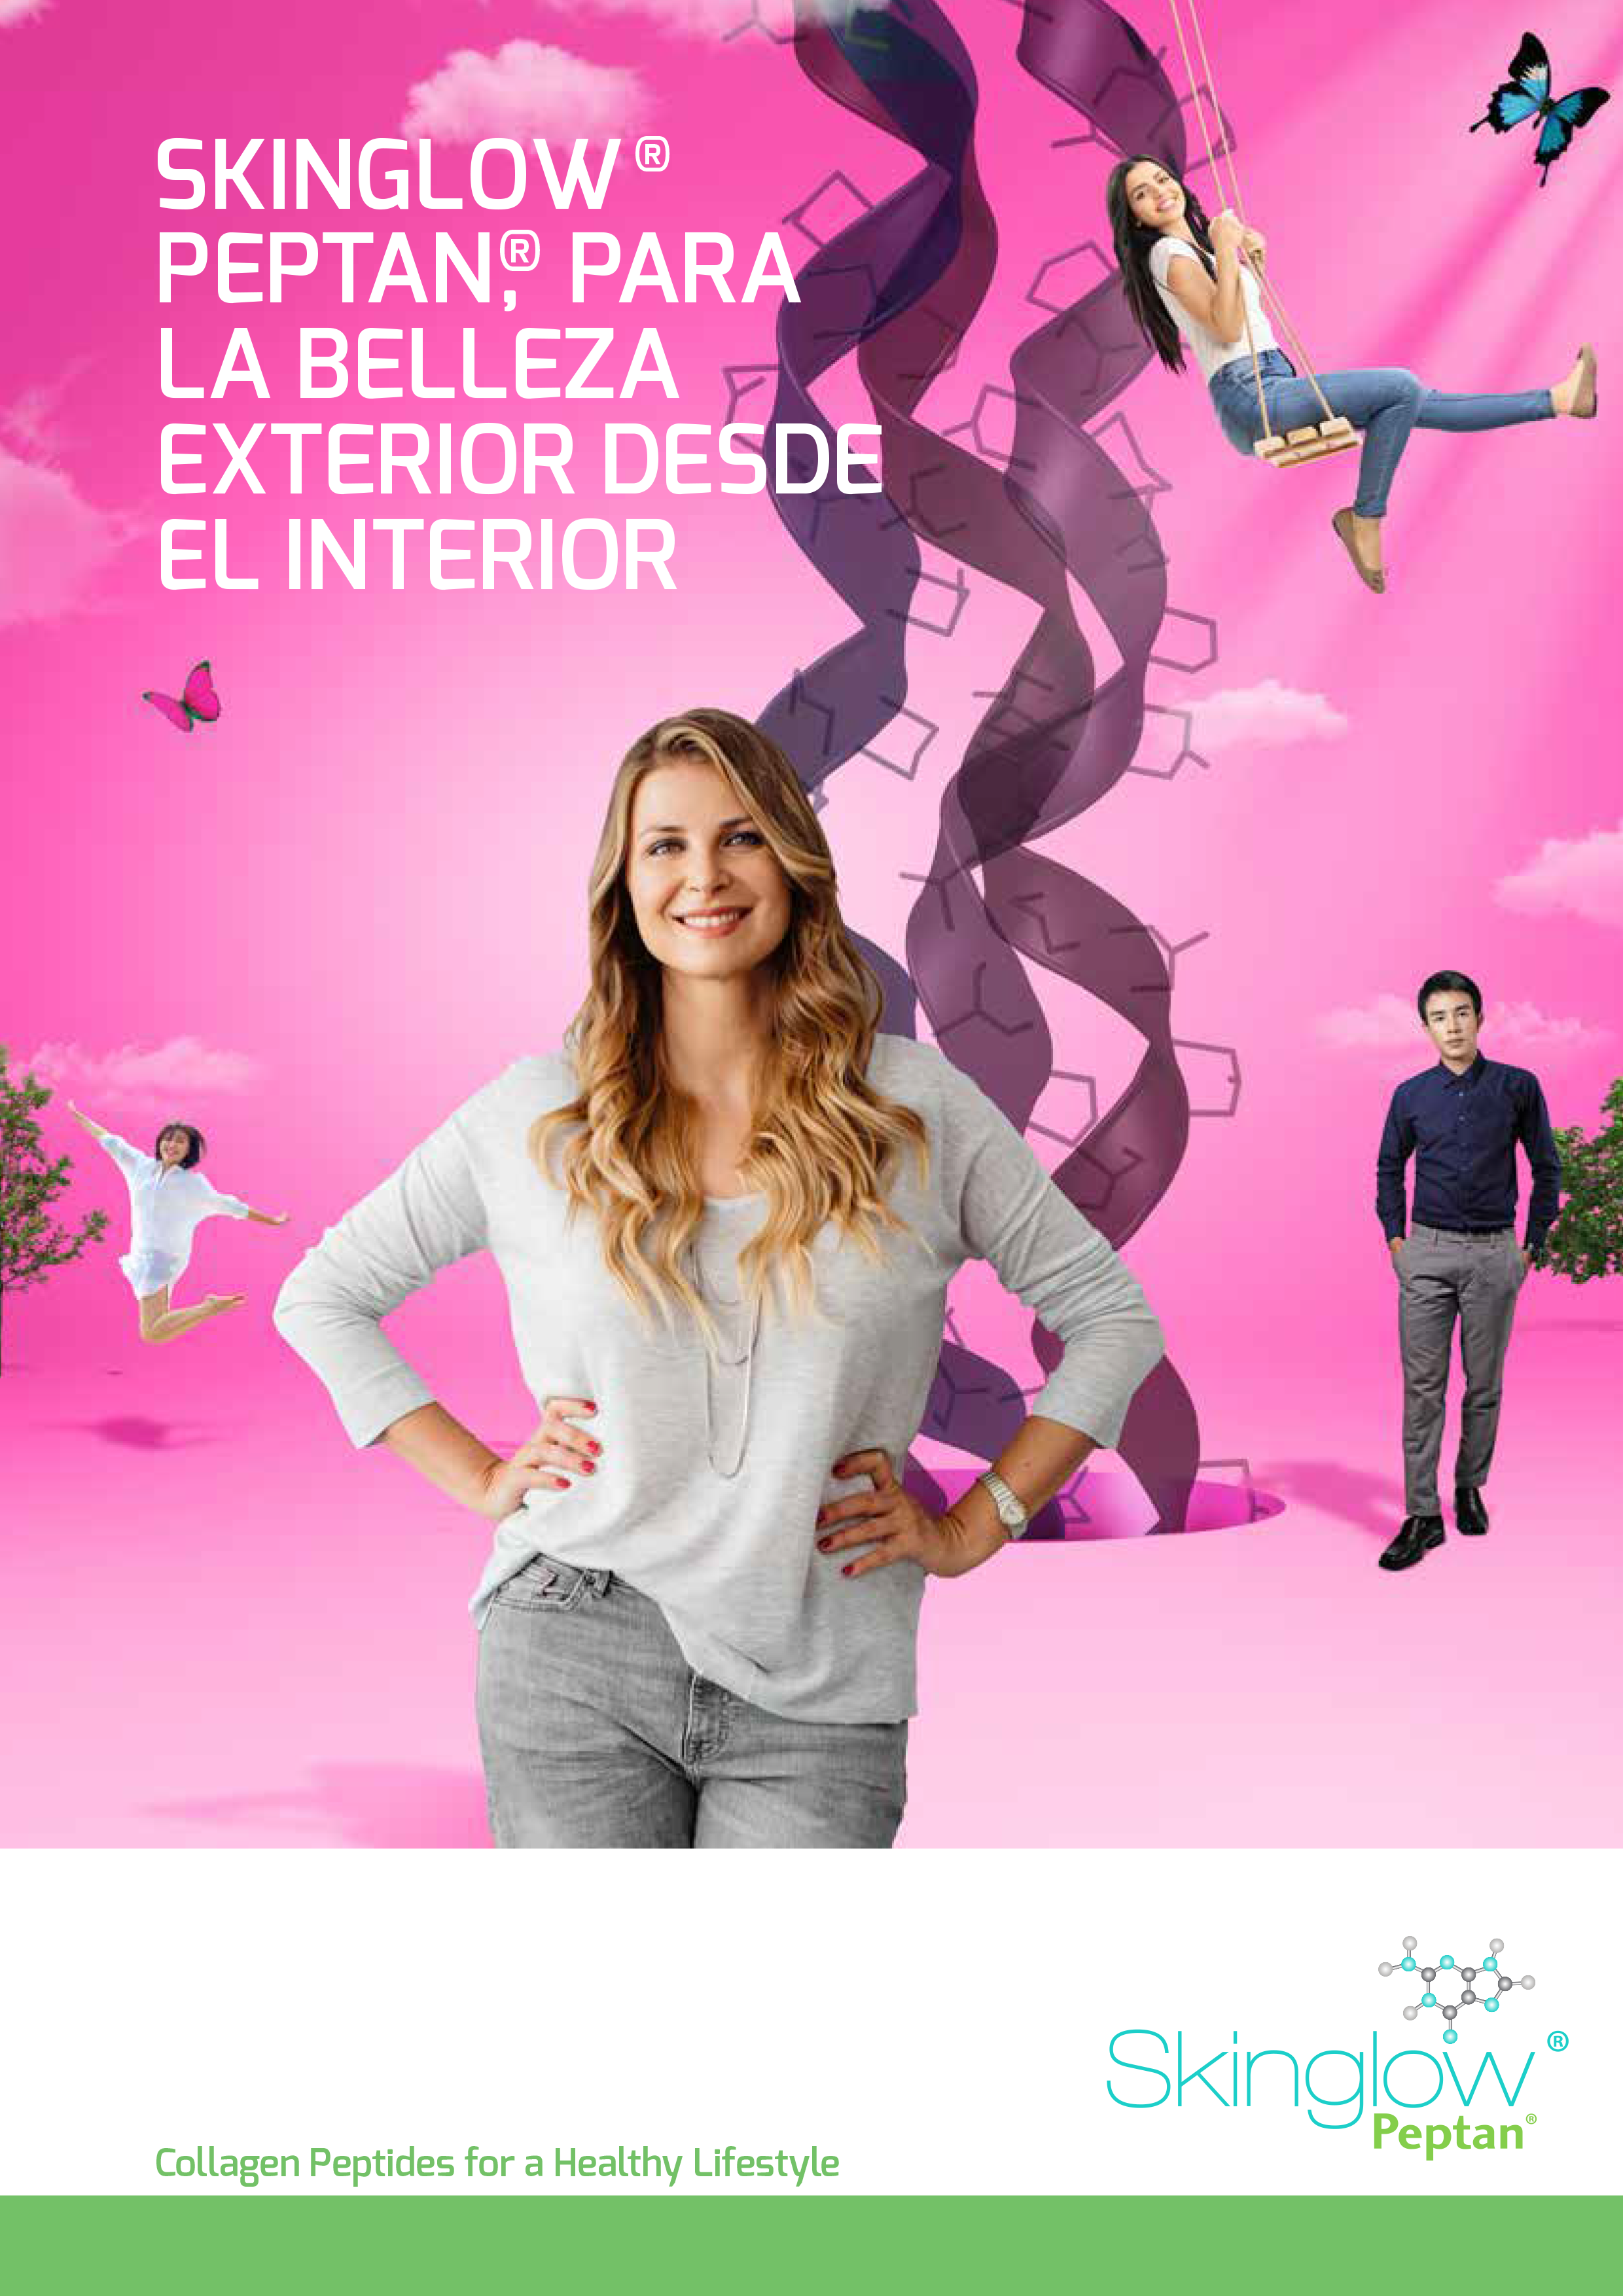 SKINGLOW®
PEPTAN®, PARA
LA BELLEZA
EXTERIOR DESDE
EL INTERIOR
Skinglow®
Peptan®
Collagen Peptides for a Healthy Lifestyle